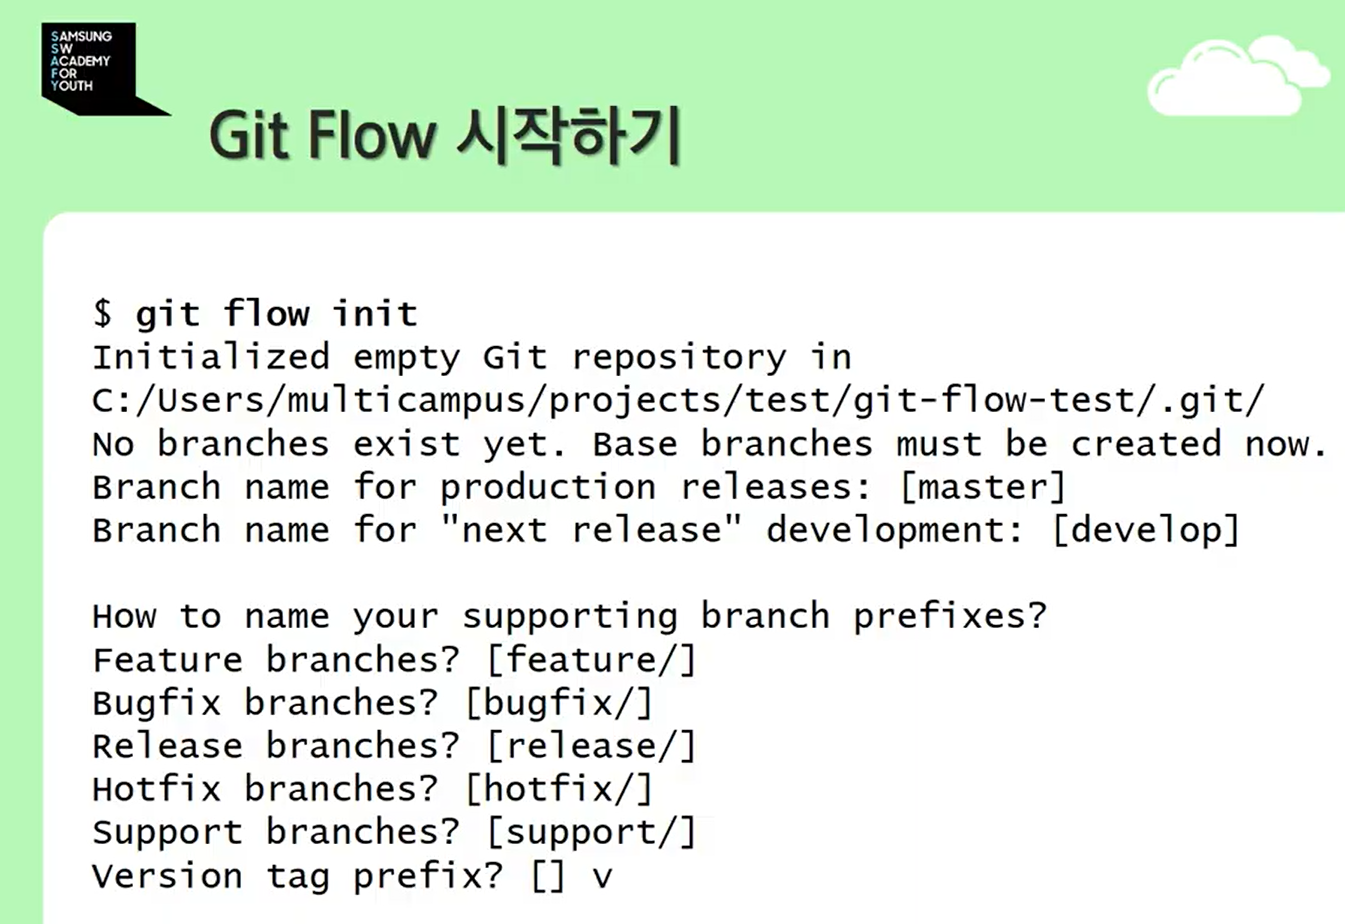 SAMSUNG
SW
ACADEMY
FOR
YOUTH
Git Flow 시작하기
$ git flow init
Initialized empty Git repository in
C:/Users/multicampus/projects/test/git-flow-test/.git/
No branches exist yet. Base branches must be created now.
Branch name for production releases: [master]
Branch name for "next release" development: [develop]
How to name your supporting branch prefixes?
Feature branches? [feature/]
Bugfix branches? [bugfix/]
Release branches? [release/]
Hotfix branches? [hotfix/]
Support branches? [support/]
Version tag prefix? [] v